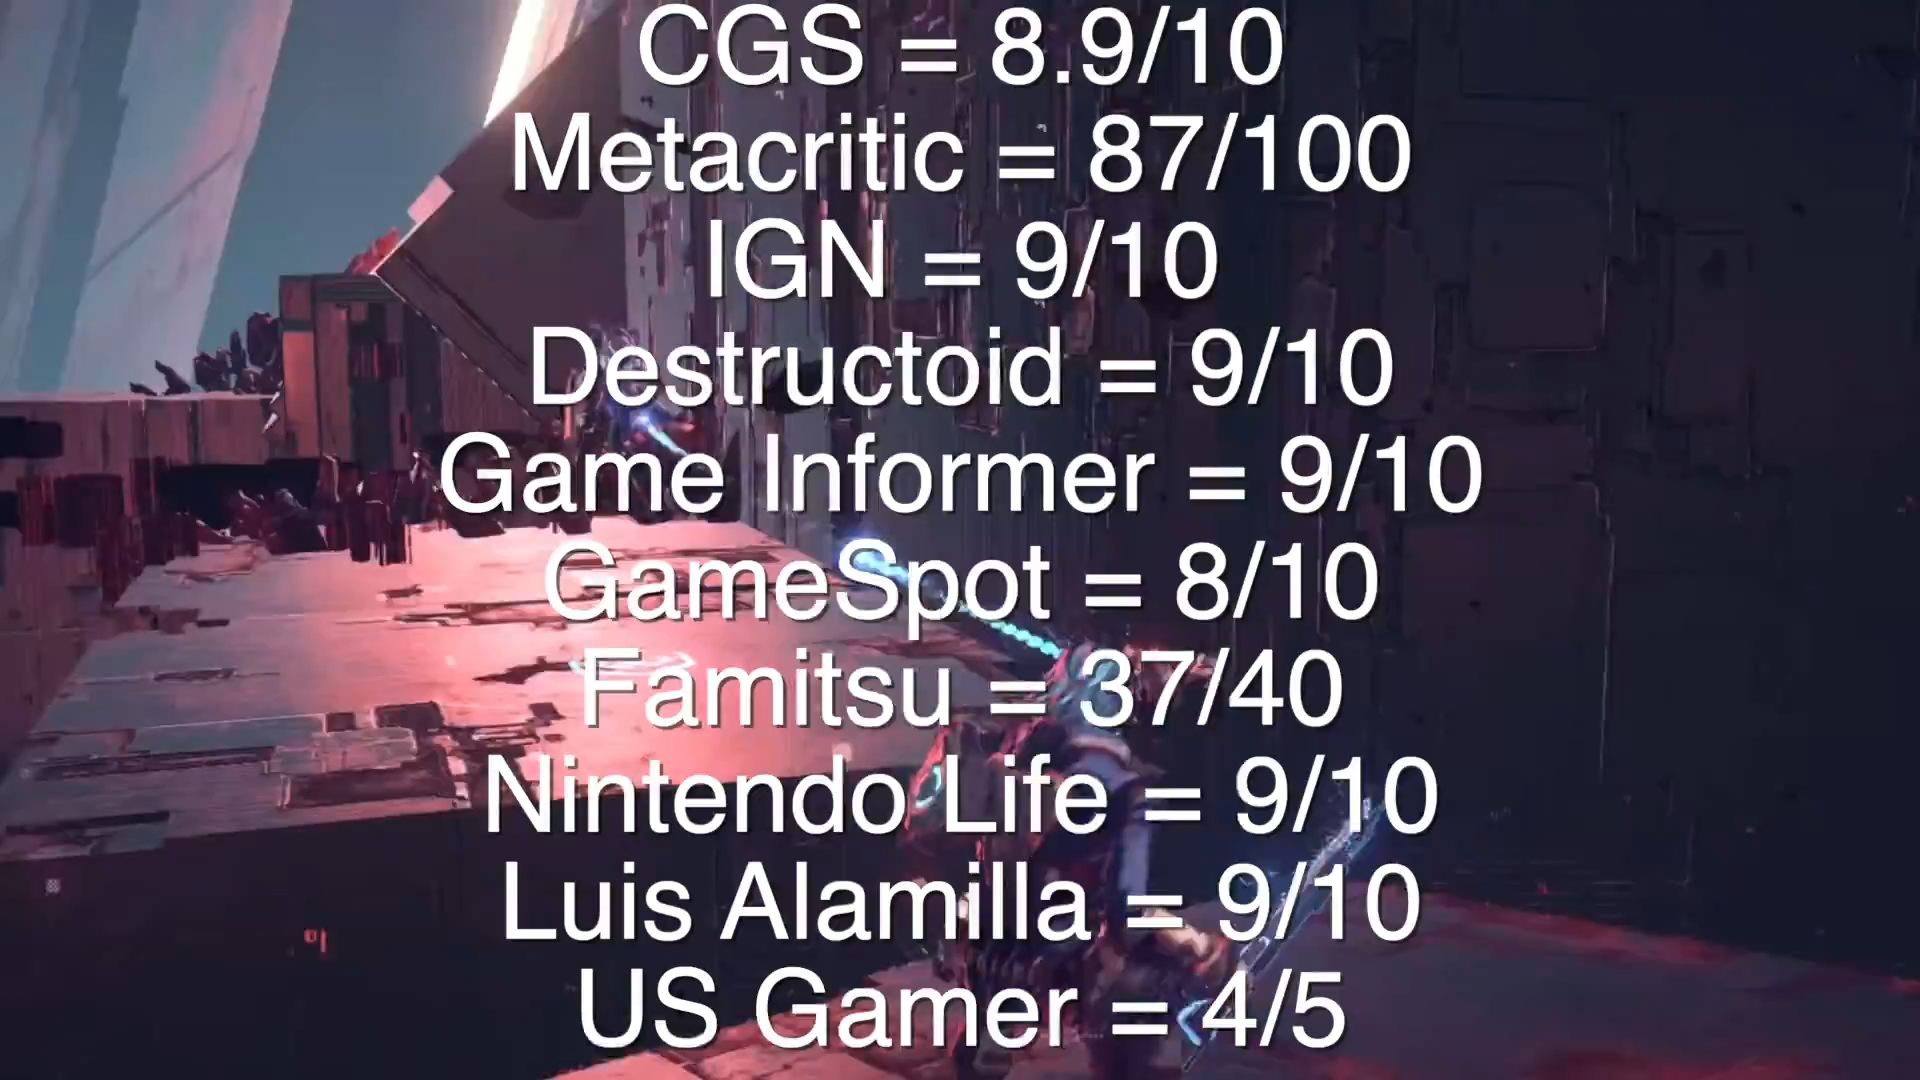 CGS = 8.9/10
Metacritic = 87/100
IGN = 9/10
Destructoid = 9/10
Game Informer = 9/10
GameSpot = 8/10
Famitsu = 37/40
Nintendo Life = 9/10
Luis Alamilla = 9/10
US Gamer = 4/5